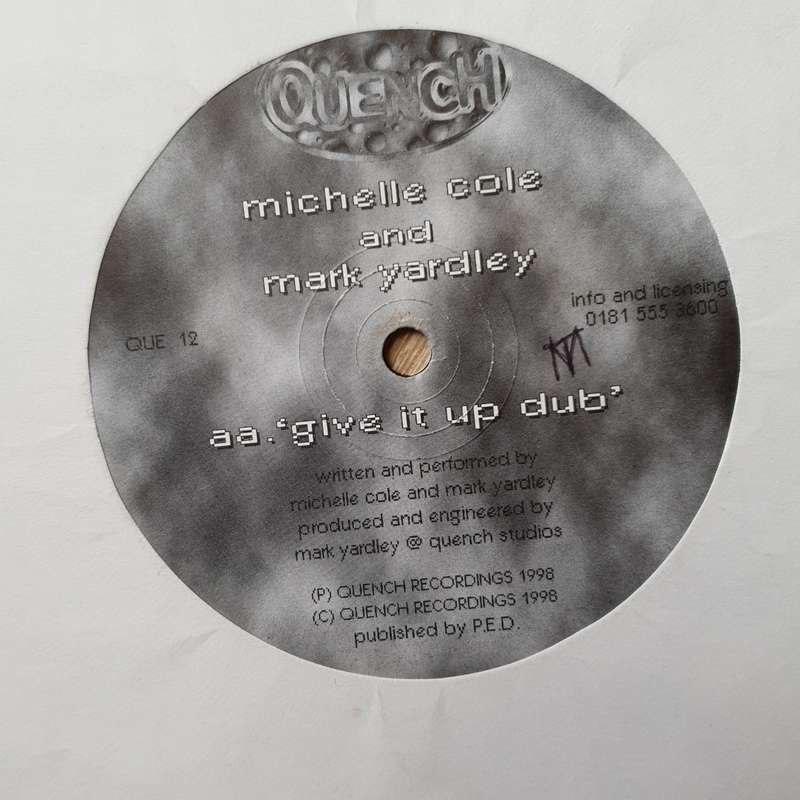 QUENCH
michelle cole
and
mark yardley
info and licensing
0181 555 3600
QUE 12
aa.'give it up dub'
written and performed by
michelle cole and mark yardley
produced and engineered by
mark yardley @ quench studios
(P) QUENCH RECORDINGS 1998
(C) QUENCH RECORDINGS 1998
published by P.E.D.